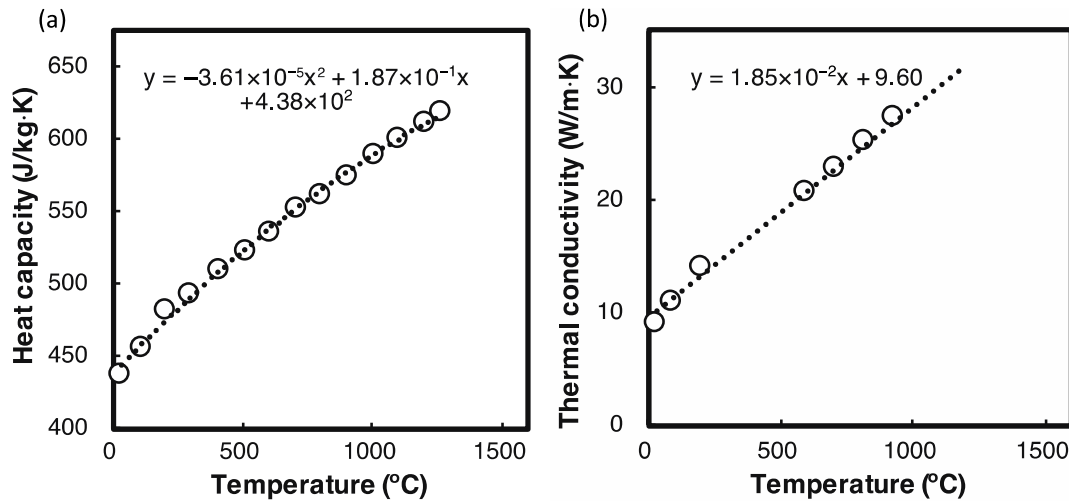 (a)
650
600
550
500
450
400
Heat capacity (J/kg·K)
y = −3.61×10⁻⁵x² + 1.87×10⁻¹x
+4.38×10²
0
500
1000
1500
Temperature (ºC)
(b)
30
20
10
0
Thermal conductivity (W/m·K)
y = 1.85×10⁻²x + 9.60
0
500
1000
1500
Temperature (ºC)